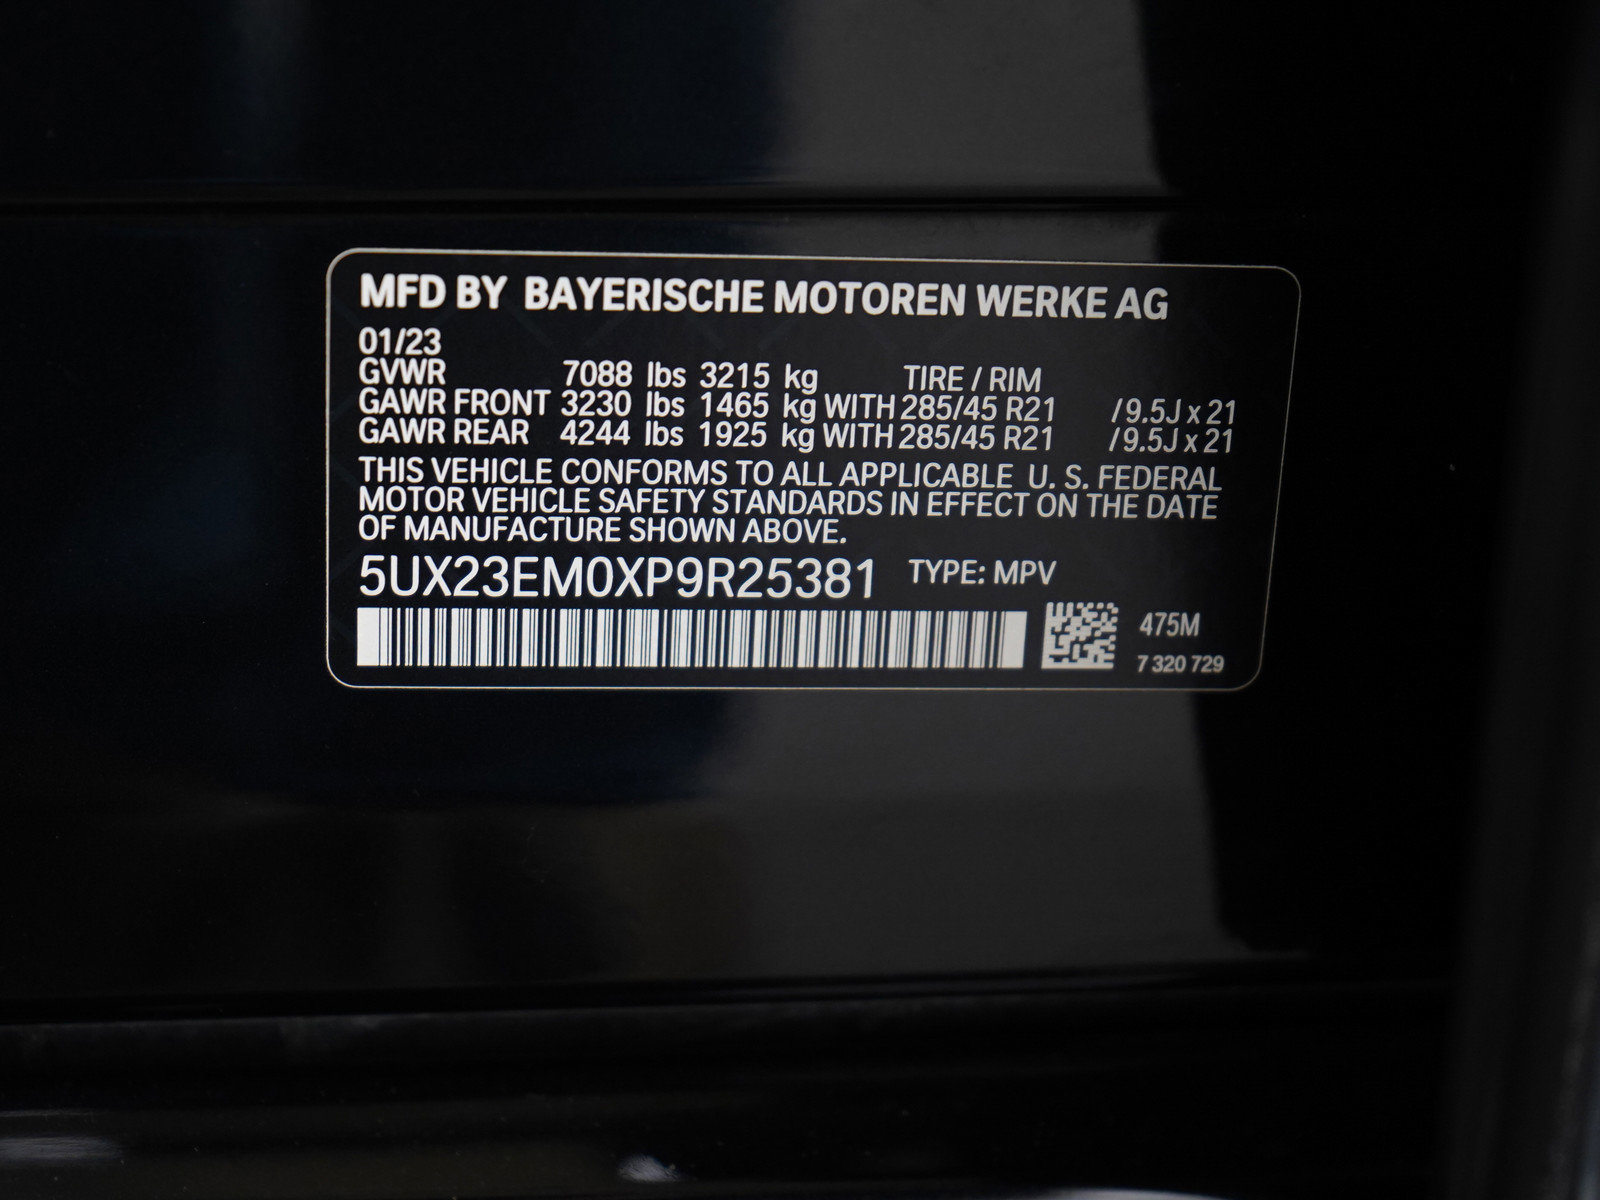 MFD BY BAYERISCHE MOTOREN WERKE AG
01/23
GVWR 7088 lbs 3215 kg TIRE / RIM
GAWR FRONT 3230 lbs 1465 kg WITH 285/45 R21 /9.5J x 21
GAWR REAR 4244 lbs 1925 kg WITH 285/45 R21 /9.5J x 21
THIS VEHICLE CONFORMS TO ALL APPLICABLE U. S. FEDERAL
MOTOR VEHICLE SAFETY STANDARDS IN EFFECT ON THE DATE
OF MANUFACTURE SHOWN ABOVE.
5UX23EM0XP9R25381 TYPE: MPV
475M
7 320 729